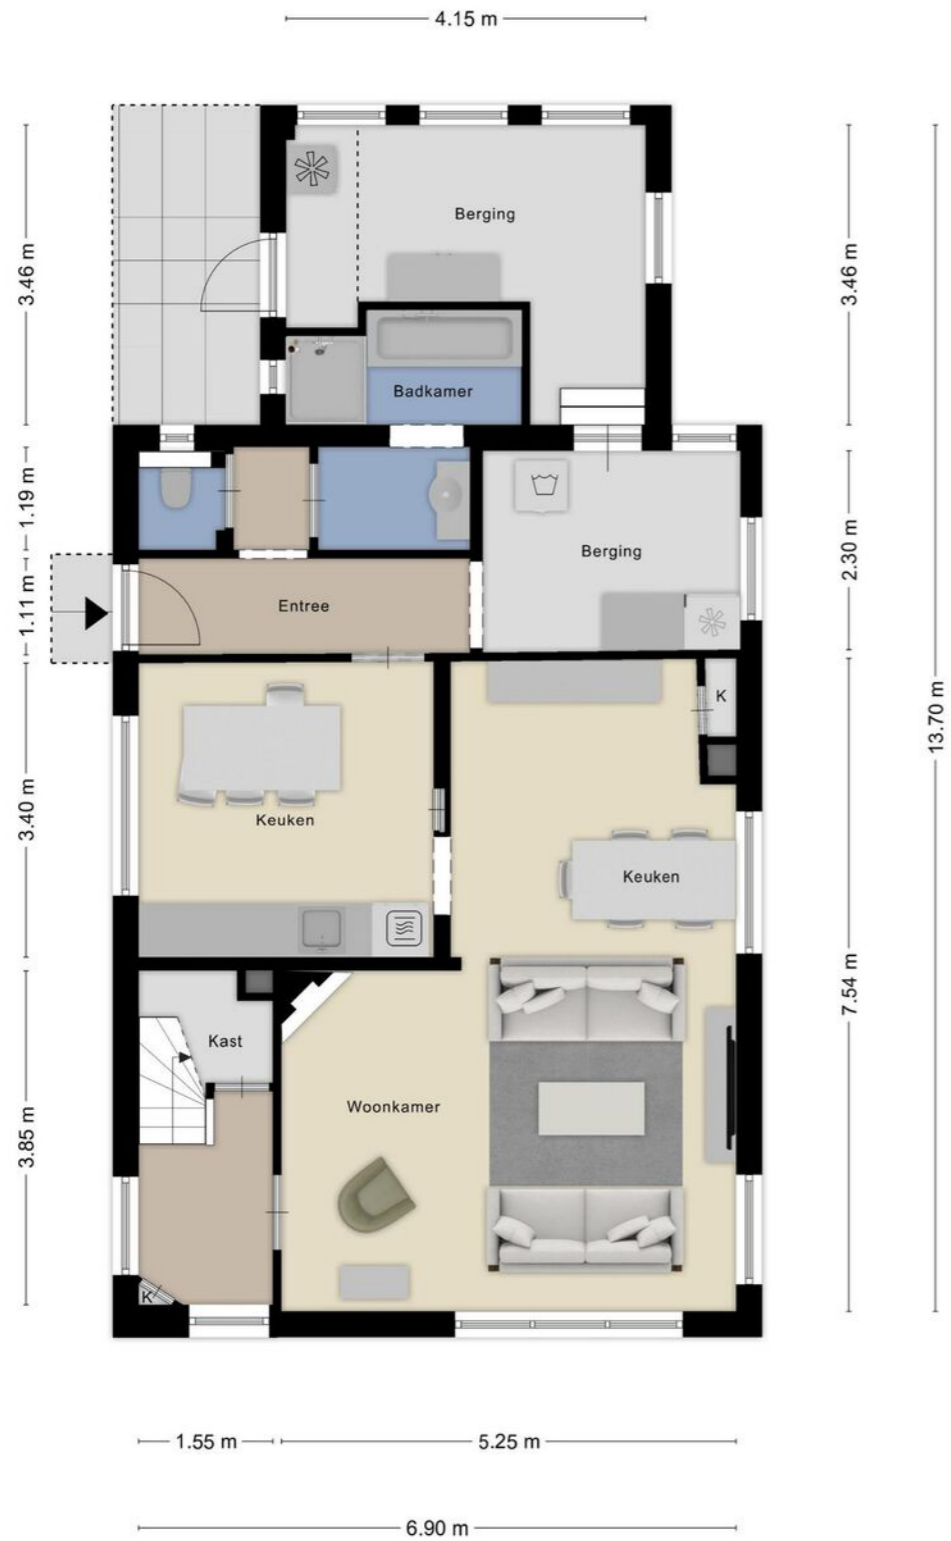 4.15 m
Berging
3.46 m
3.46 m
Badkamer
1.19 m
Berging
2.30 m
Entree
1.11 m
K
13.70 m
3.40 m
Keuken
Keuken
7.54 m
Kast
Woonkamer
3.85 m
K
1.55 m
5.25 m
6.90 m